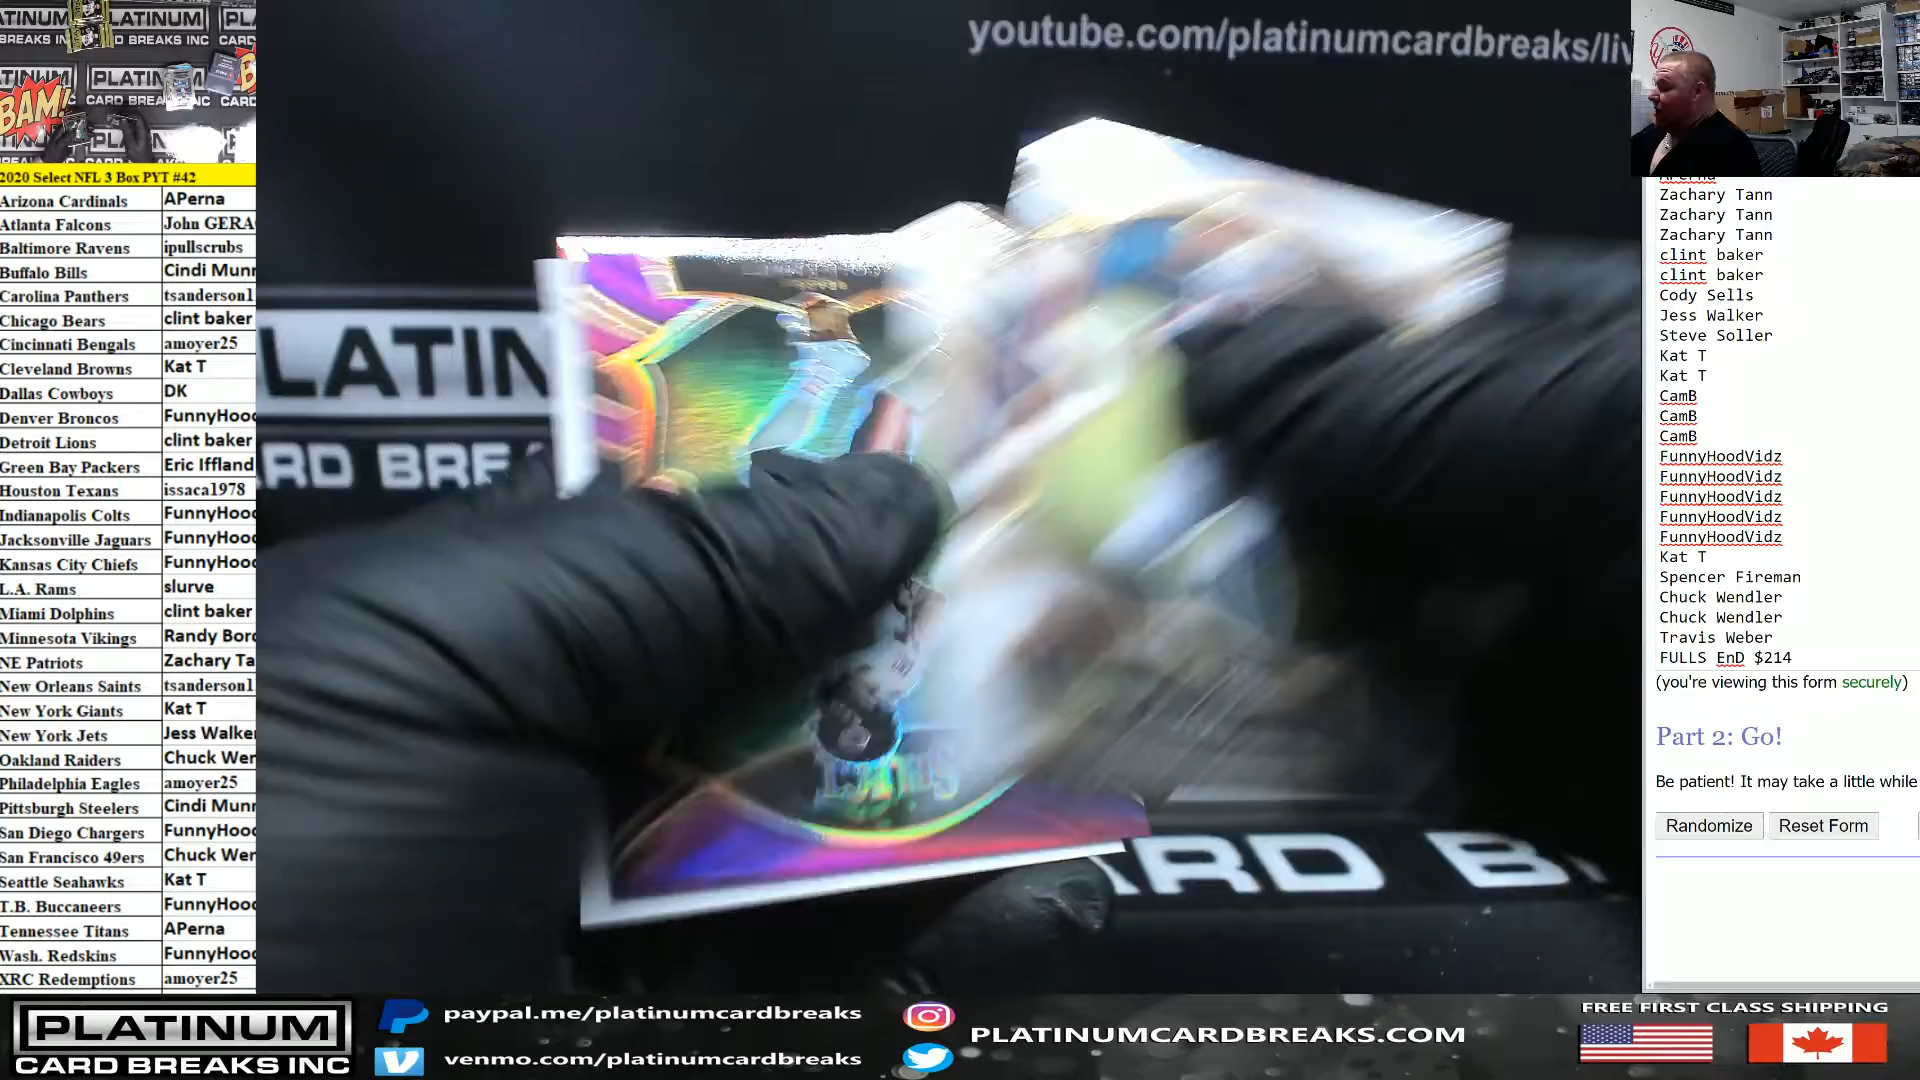 youtube.com/platinumcardbreaks/li
2020 Select NFL 3 Box PYT #42
Arizona Cardinals APerna
Atlanta Falcons John GERA
Baltimore Ravens ipullscrubs
Buffalo Bills Cindi Munr
Carolina Panthers tsanderson1
Chicago Bears clint baker
Cincinnati Bengals amoyer25
Cleveland Browns Kat T
Dallas Cowboys DK
Denver Broncos FunnyHood
Detroit Lions clint baker
Green Bay Packers Eric Iffland
Houston Texans issaca1978
Indianapolis Colts FunnyHood
Jacksonville Jaguars FunnyHood
Kansas City Chiefs FunnyHood
L.A. Rams slurve
Miami Dolphins clint baker
Minnesota Vikings Randy Bord
NE Patriots Zachary Ta
New Orleans Saints tsanderson1
New York Giants Kat T
New York Jets Jess Walker
Oakland Raiders Chuck Wen
Philadelphia Eagles amoyer25
Pittsburgh Steelers Cindi Munr
San Diego Chargers FunnyHood
San Francisco 49ers Chuck Wen
Seattle Seahawks Kat T
T.B. Buccaneers FunnyHood
Tennessee Titans APerna
Wash. Redskins FunnyHood
XRC Redemptions amoyer25
PLATIN
RD BRE
ARD B
Zachary Tann
Zachary Tann
Zachary Tann
clint baker
clint baker
Cody Sells
Jess Walker
Steve Soller
Kat T
Kat T
CamB
CamB
CamB
FunnyHoodVidz
FunnyHoodVidz
FunnyHoodVidz
FunnyHoodVidz
FunnyHoodVidz
Kat T
Spencer Fireman
Chuck Wendler
Chuck Wendler
Travis Weber
FULLS EnD $214
(you're viewing this form securely)
Part 2: Go!
Be patient! It may take a little while
Randomize Reset Form
PLATINUM
CARD BREAKS INC
paypal.me/platinumcardbreaks
venmo.com/platinumcardbreaks
PLATINUMCARDBREAKS.COM
FREE FIRST CLASS SHIPPING